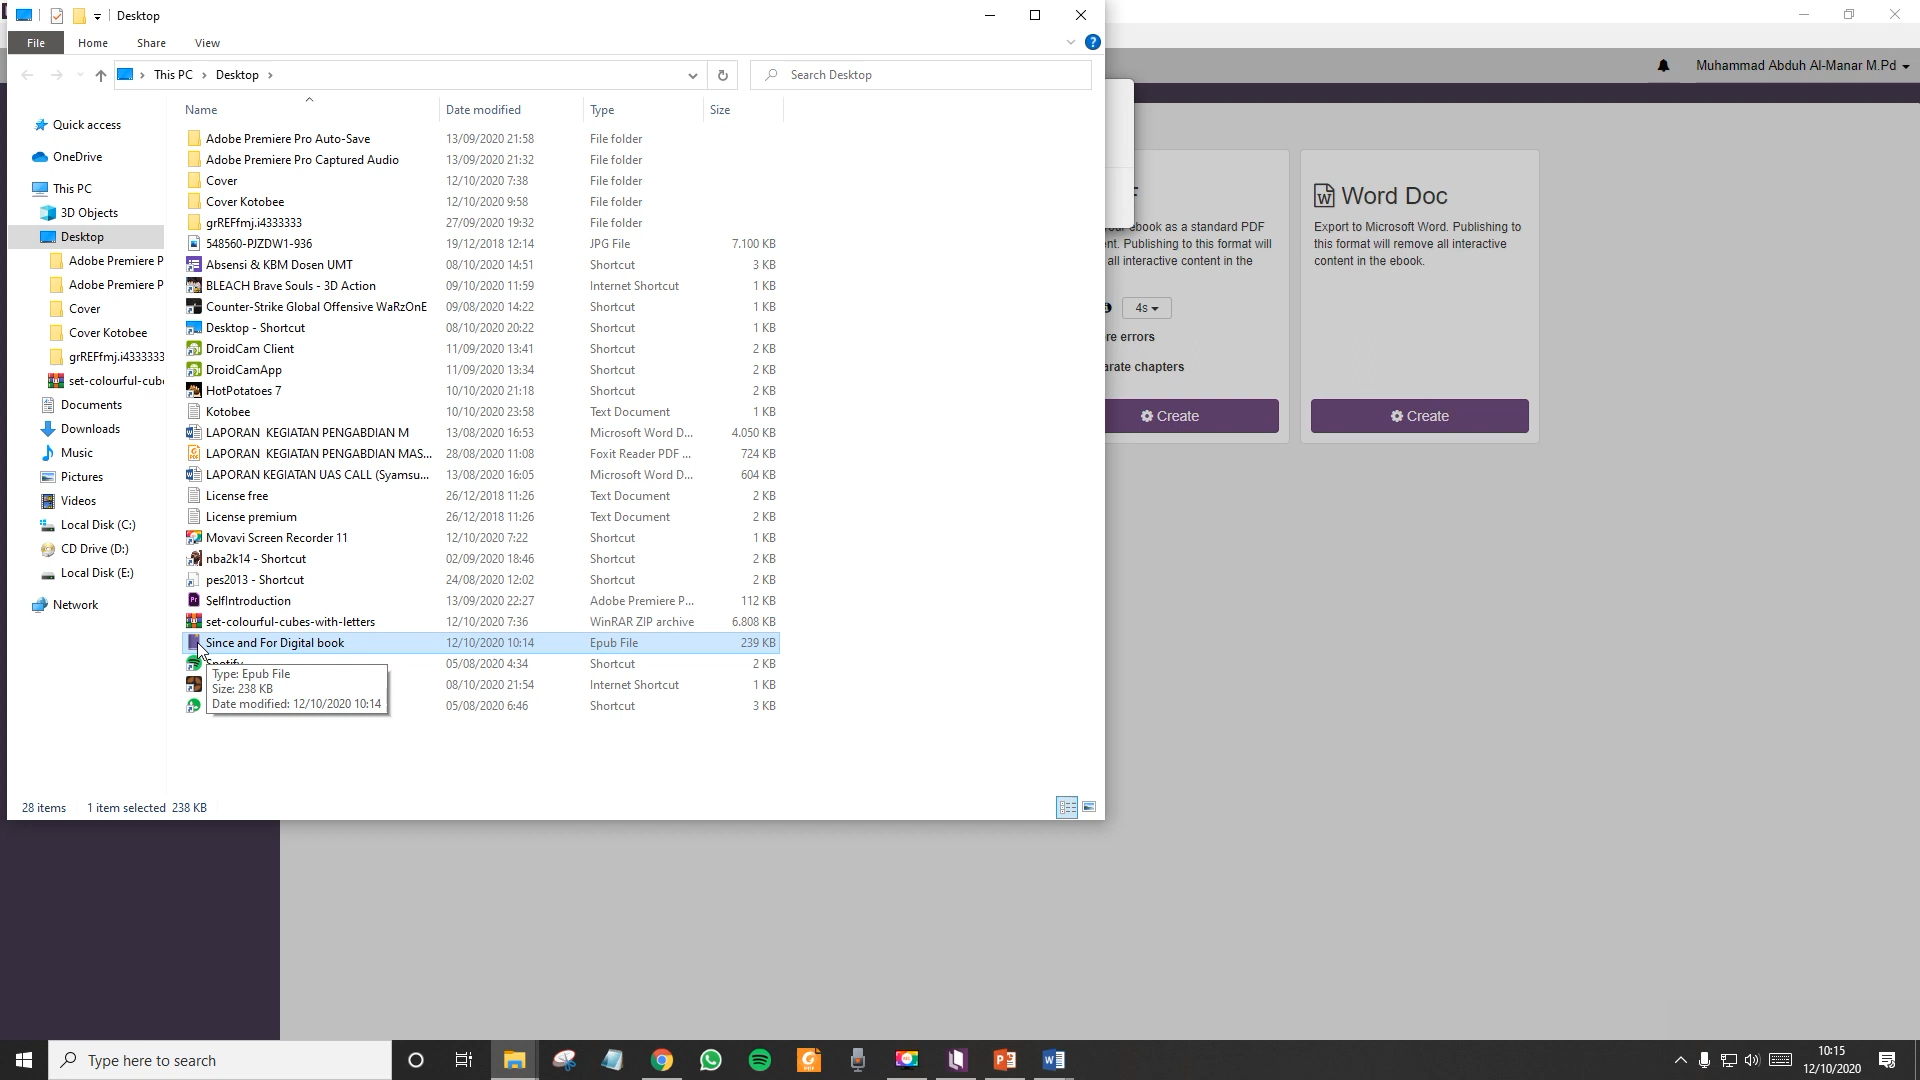 Desktop
File Home Share View
This PC Desktop
Search Desktop
Muhammad Abduh Al-Manar M.Pd
Name Date modified Type Size
Quick access
OneDrive
This PC
3D Objects
Desktop
Adobe Premiere P
Adobe Premiere P
Cover
Cover Kotobee
grREFfmj.i4333333
set-colourful-cube
Documents
Downloads
Music
Pictures
Videos
Local Disk (C:)
CD Drive (D:)
Local Disk (E:)
Network
Adobe Premiere Pro Auto-Save 13/09/2020 21:58 File folder
Adobe Premiere Pro Captured Audio 13/09/2020 21:32 File folder
Cover 12/10/2020 7:38 File folder
Cover Kotobee 12/10/2020 9:58 File folder
grREFfmj.i4333333 27/09/2020 19:32 File folder
548560-PJZDW1-936 19/12/2018 12:14 JPG File 7.100 KB
Absensi & KBM Dosen UMT 08/10/2020 14:51 Shortcut 3 KB
BLEACH Brave Souls - 3D Action 09/10/2020 11:59 Internet Shortcut 1 KB
Counter-Strike Global Offensive WaRzOnE 09/08/2020 14:22 Shortcut 1 KB
Desktop - Shortcut 08/10/2020 20:22 Shortcut 1 KB
DroidCam Client 11/09/2020 13:41 Shortcut 2 KB
DroidCamApp 11/09/2020 13:34 Shortcut 2 KB
HotPotatoes 7 10/10/2020 21:18 Shortcut 2 KB
Kotobee 10/10/2020 23:58 Text Document 1 KB
LAPORAN KEGIATAN PENGABDIAN M 13/08/2020 16:53 Microsoft Word D... 4.050 KB
LAPORAN KEGIATAN PENGABDIAN MAS... 28/08/2020 11:08 Foxit Reader PDF ... 724 KB
LAPORAN KEGIATAN UAS CALL (Syamsu... 13/08/2020 16:05 Microsoft Word D... 604 KB
License free 26/12/2018 11:26 Text Document 2 KB
License premium 26/12/2018 11:26 Text Document 2 KB
Movavi Screen Recorder 11 12/10/2020 7:22 Shortcut 1 KB
nba2k14 - Shortcut 02/09/2020 18:46 Shortcut 2 KB
pes2013 - Shortcut 24/08/2020 12:02 Shortcut 2 KB
SelfIntroduction 13/09/2020 22:27 Adobe Premiere P... 112 KB
set-colourful-cubes-with-letters 12/10/2020 7:36 WinRAR ZIP archive 6.808 KB
Since and For Digital book 12/10/2020 10:14 Epub File 239 KB
Spotify 05/08/2020 4:34 Shortcut 2 KB
08/10/2020 21:54 Internet Shortcut 1 KB
05/08/2020 6:46 Shortcut 3 KB
Type: Epub File
Size: 238 KB
Date modified: 12/10/2020 10:14
28 items 1 item selected 238 KB
ebook as a standard PDF
nt. Publishing to this format will
all interactive content in the
4s
re errors
arate chapters
Create
Word Doc
Export to Microsoft Word. Publishing to
this format will remove all interactive
content in the ebook.
Create
Type here to search
10:15
12/10/2020